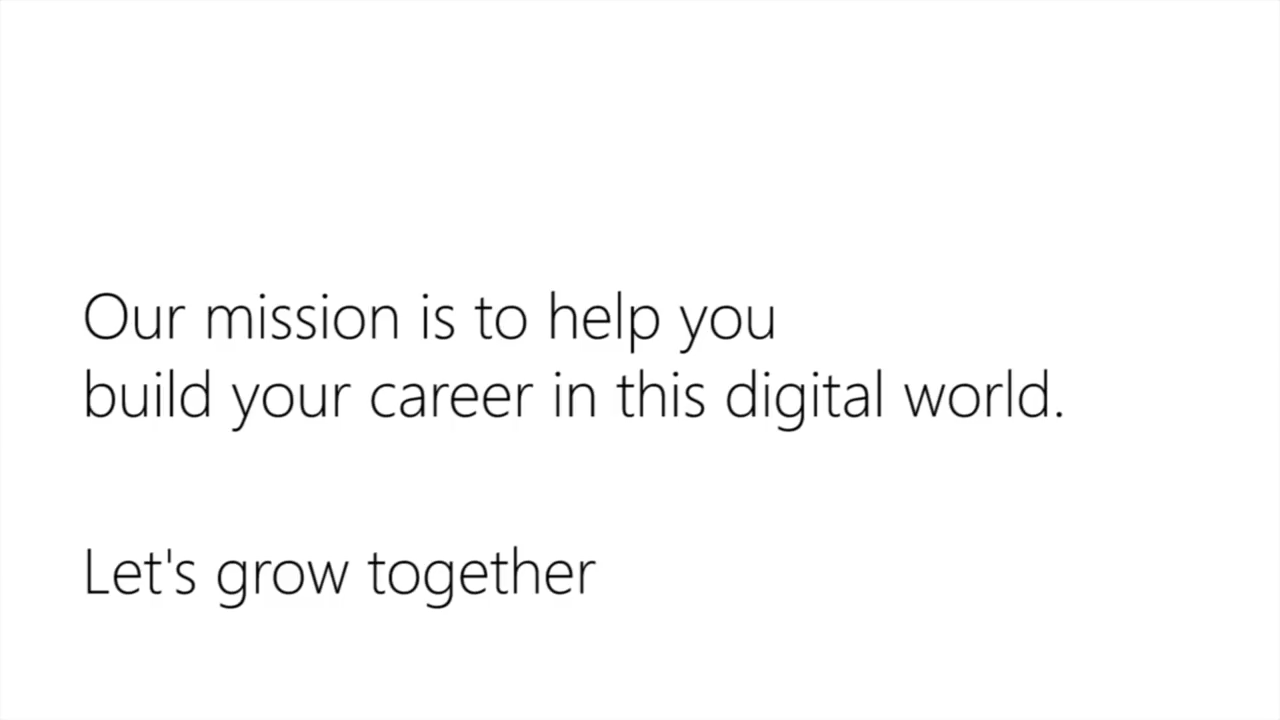 Our mission is to help you
build your career in this digital world.
Let's grow together